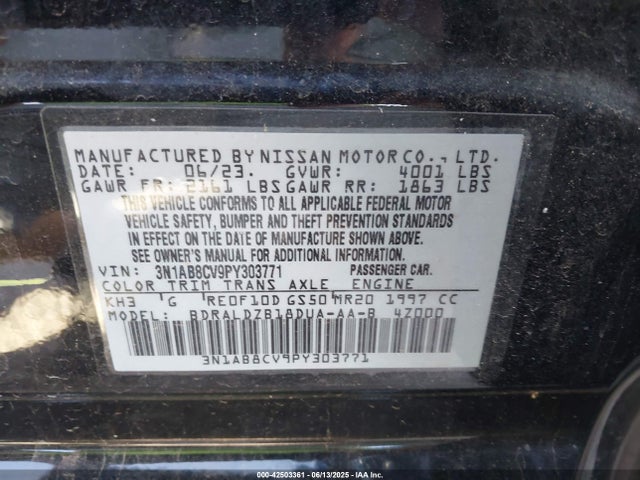 MANUFACTURED BY NISSAN MOTOR CO., LTD.
DATE: 06/23. GVWR: 4001 LBS
GAWR FR: 2161 LBS GAWR RR: 1863 LBS
THIS VEHICLE CONFORMS TO ALL APPLICABLE FEDERAL MOTOR
VEHICLE SAFETY, BUMPER AND THEFT PREVENTION STANDARDS
IN EFFECT ON THE DATE OF MANUFACTURE SHOWN ABOVE.
SEE OWNER'S MANUAL FOR ADDITIONAL INFORMATION.
VIN: 3N1AB8CV9PY303771 PASSENGER CAR.
COLOR TRIM TRANS AXLE ENGINE
KH3 G RE0F10D GS50 MR20 1997 CC
MODEL: BDRALDZB18DUA-AA-B 4Z000
3N1AB8CV9PY303771
000-42503361 - 06/13/2025 - IAA Inc.